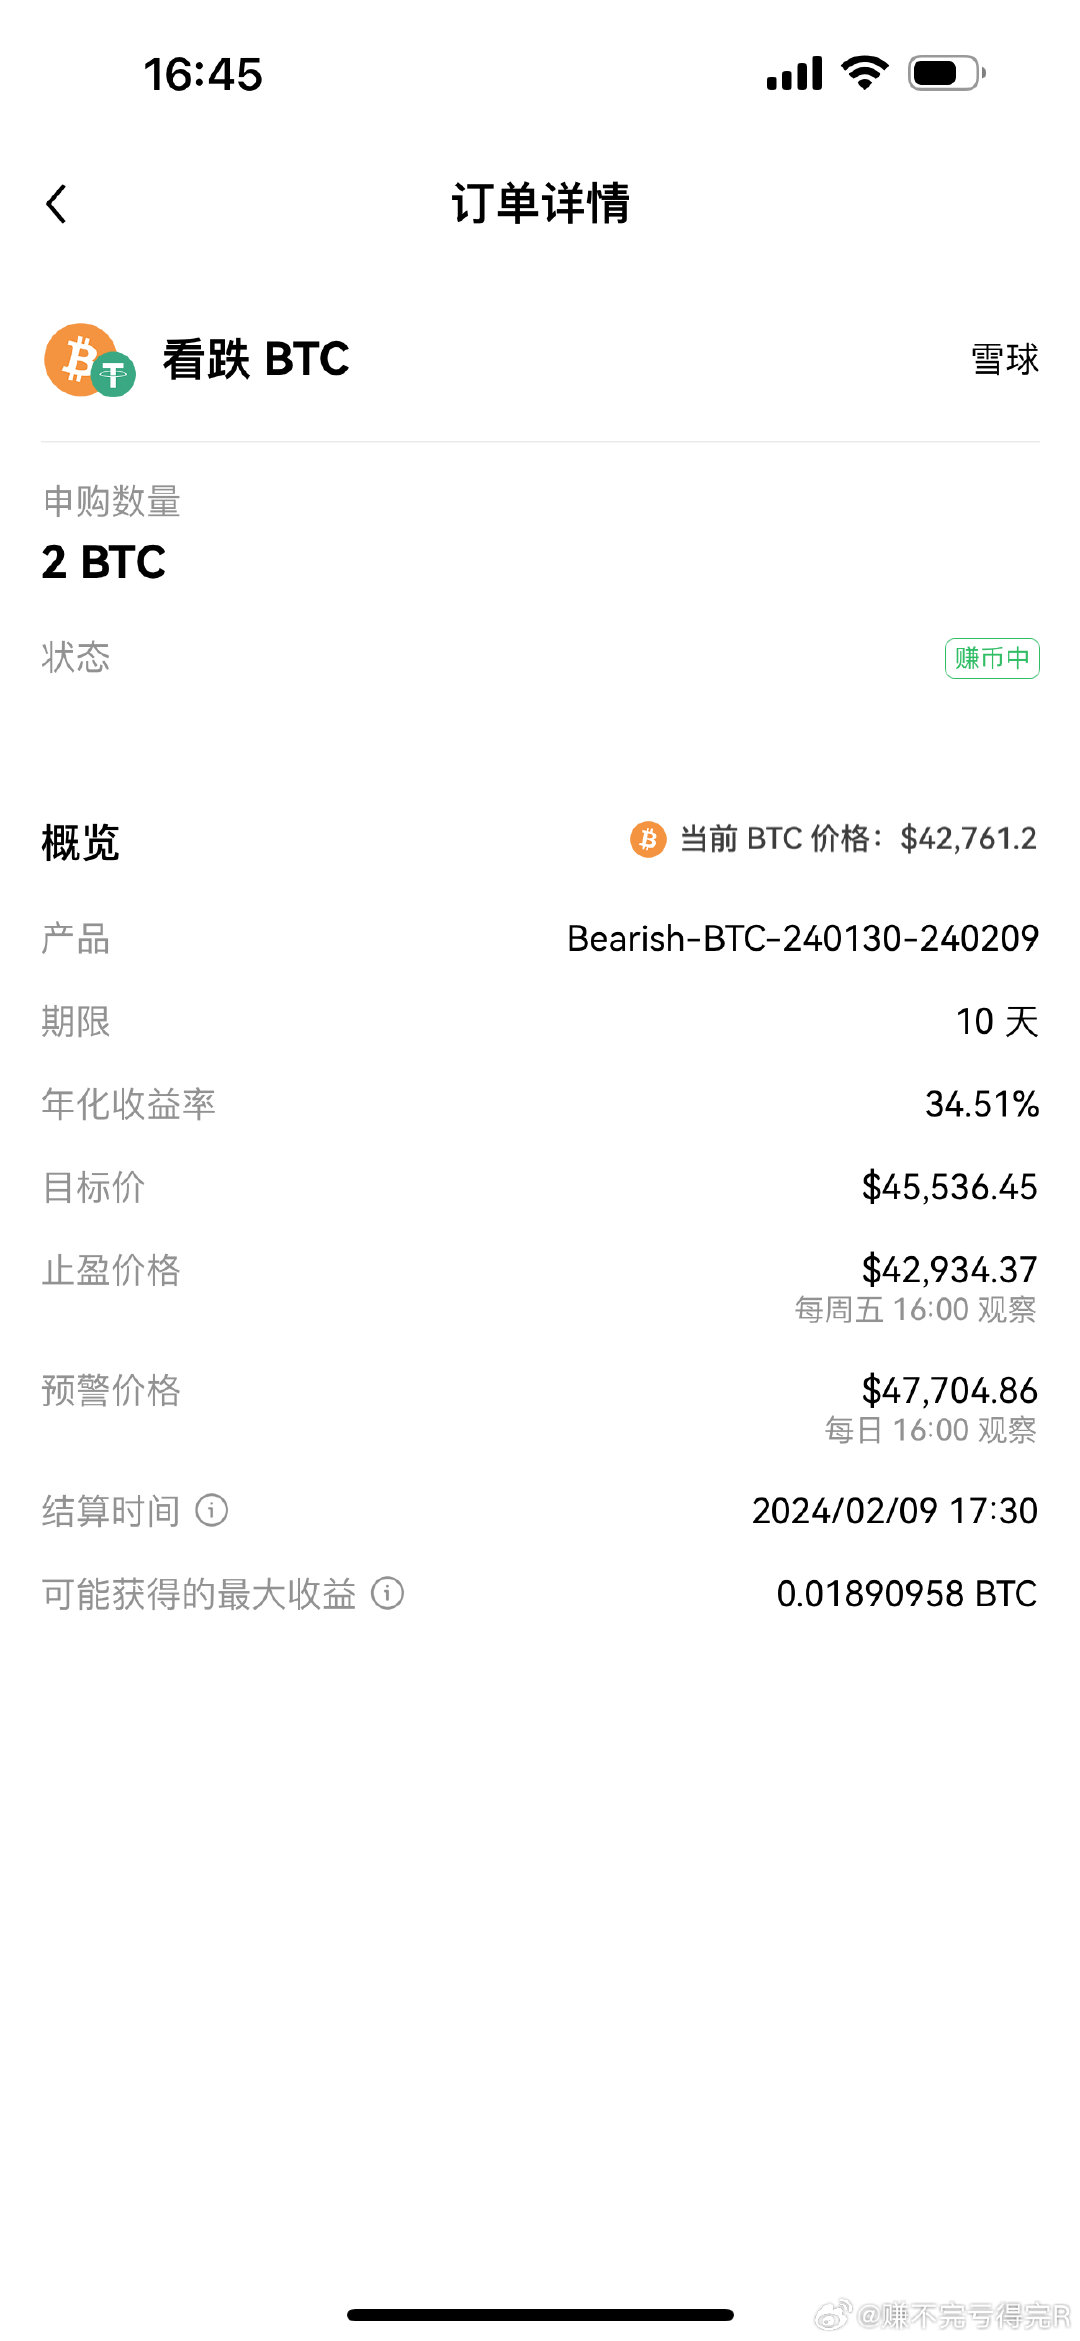 16:45
订单详情
看跌 BTC
雪球
申购数量
2 BTC
状态
赚币中
概览
当前 BTC 价格：$42,761.2
产品
Bearish-BTC-240130-240209
期限
10 天
年化收益率
34.51%
目标价
$45,536.45
止盈价格
$42,934.37
每周五 16:00 观察
预警价格
$47,704.86
每日 16:00 观察
结算时间
2024/02/09 17:30
可能获得的最大收益
0.01890958 BTC
@赚不完亏得完R